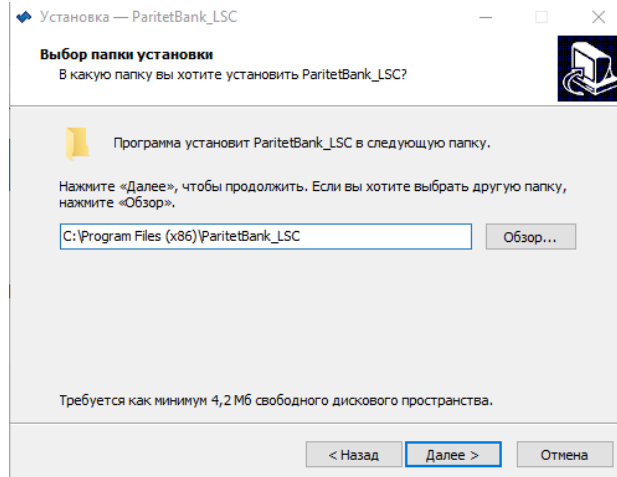 Установка — ParitetBank_LSC
Выбор папки установки
В какую папку вы хотите установить ParitetBank_LSC?
Программа установит ParitetBank_LSC в следующую папку.
Нажмите «Далее», чтобы продолжить. Если вы хотите выбрать другую папку,
нажмите «Обзор».
C:\Program Files (x86)\ParitetBank_LSC
Обзор...
Требуется как минимум 4,2 Мб свободного дискового пространства.
< Назад
Далее >
Отмена